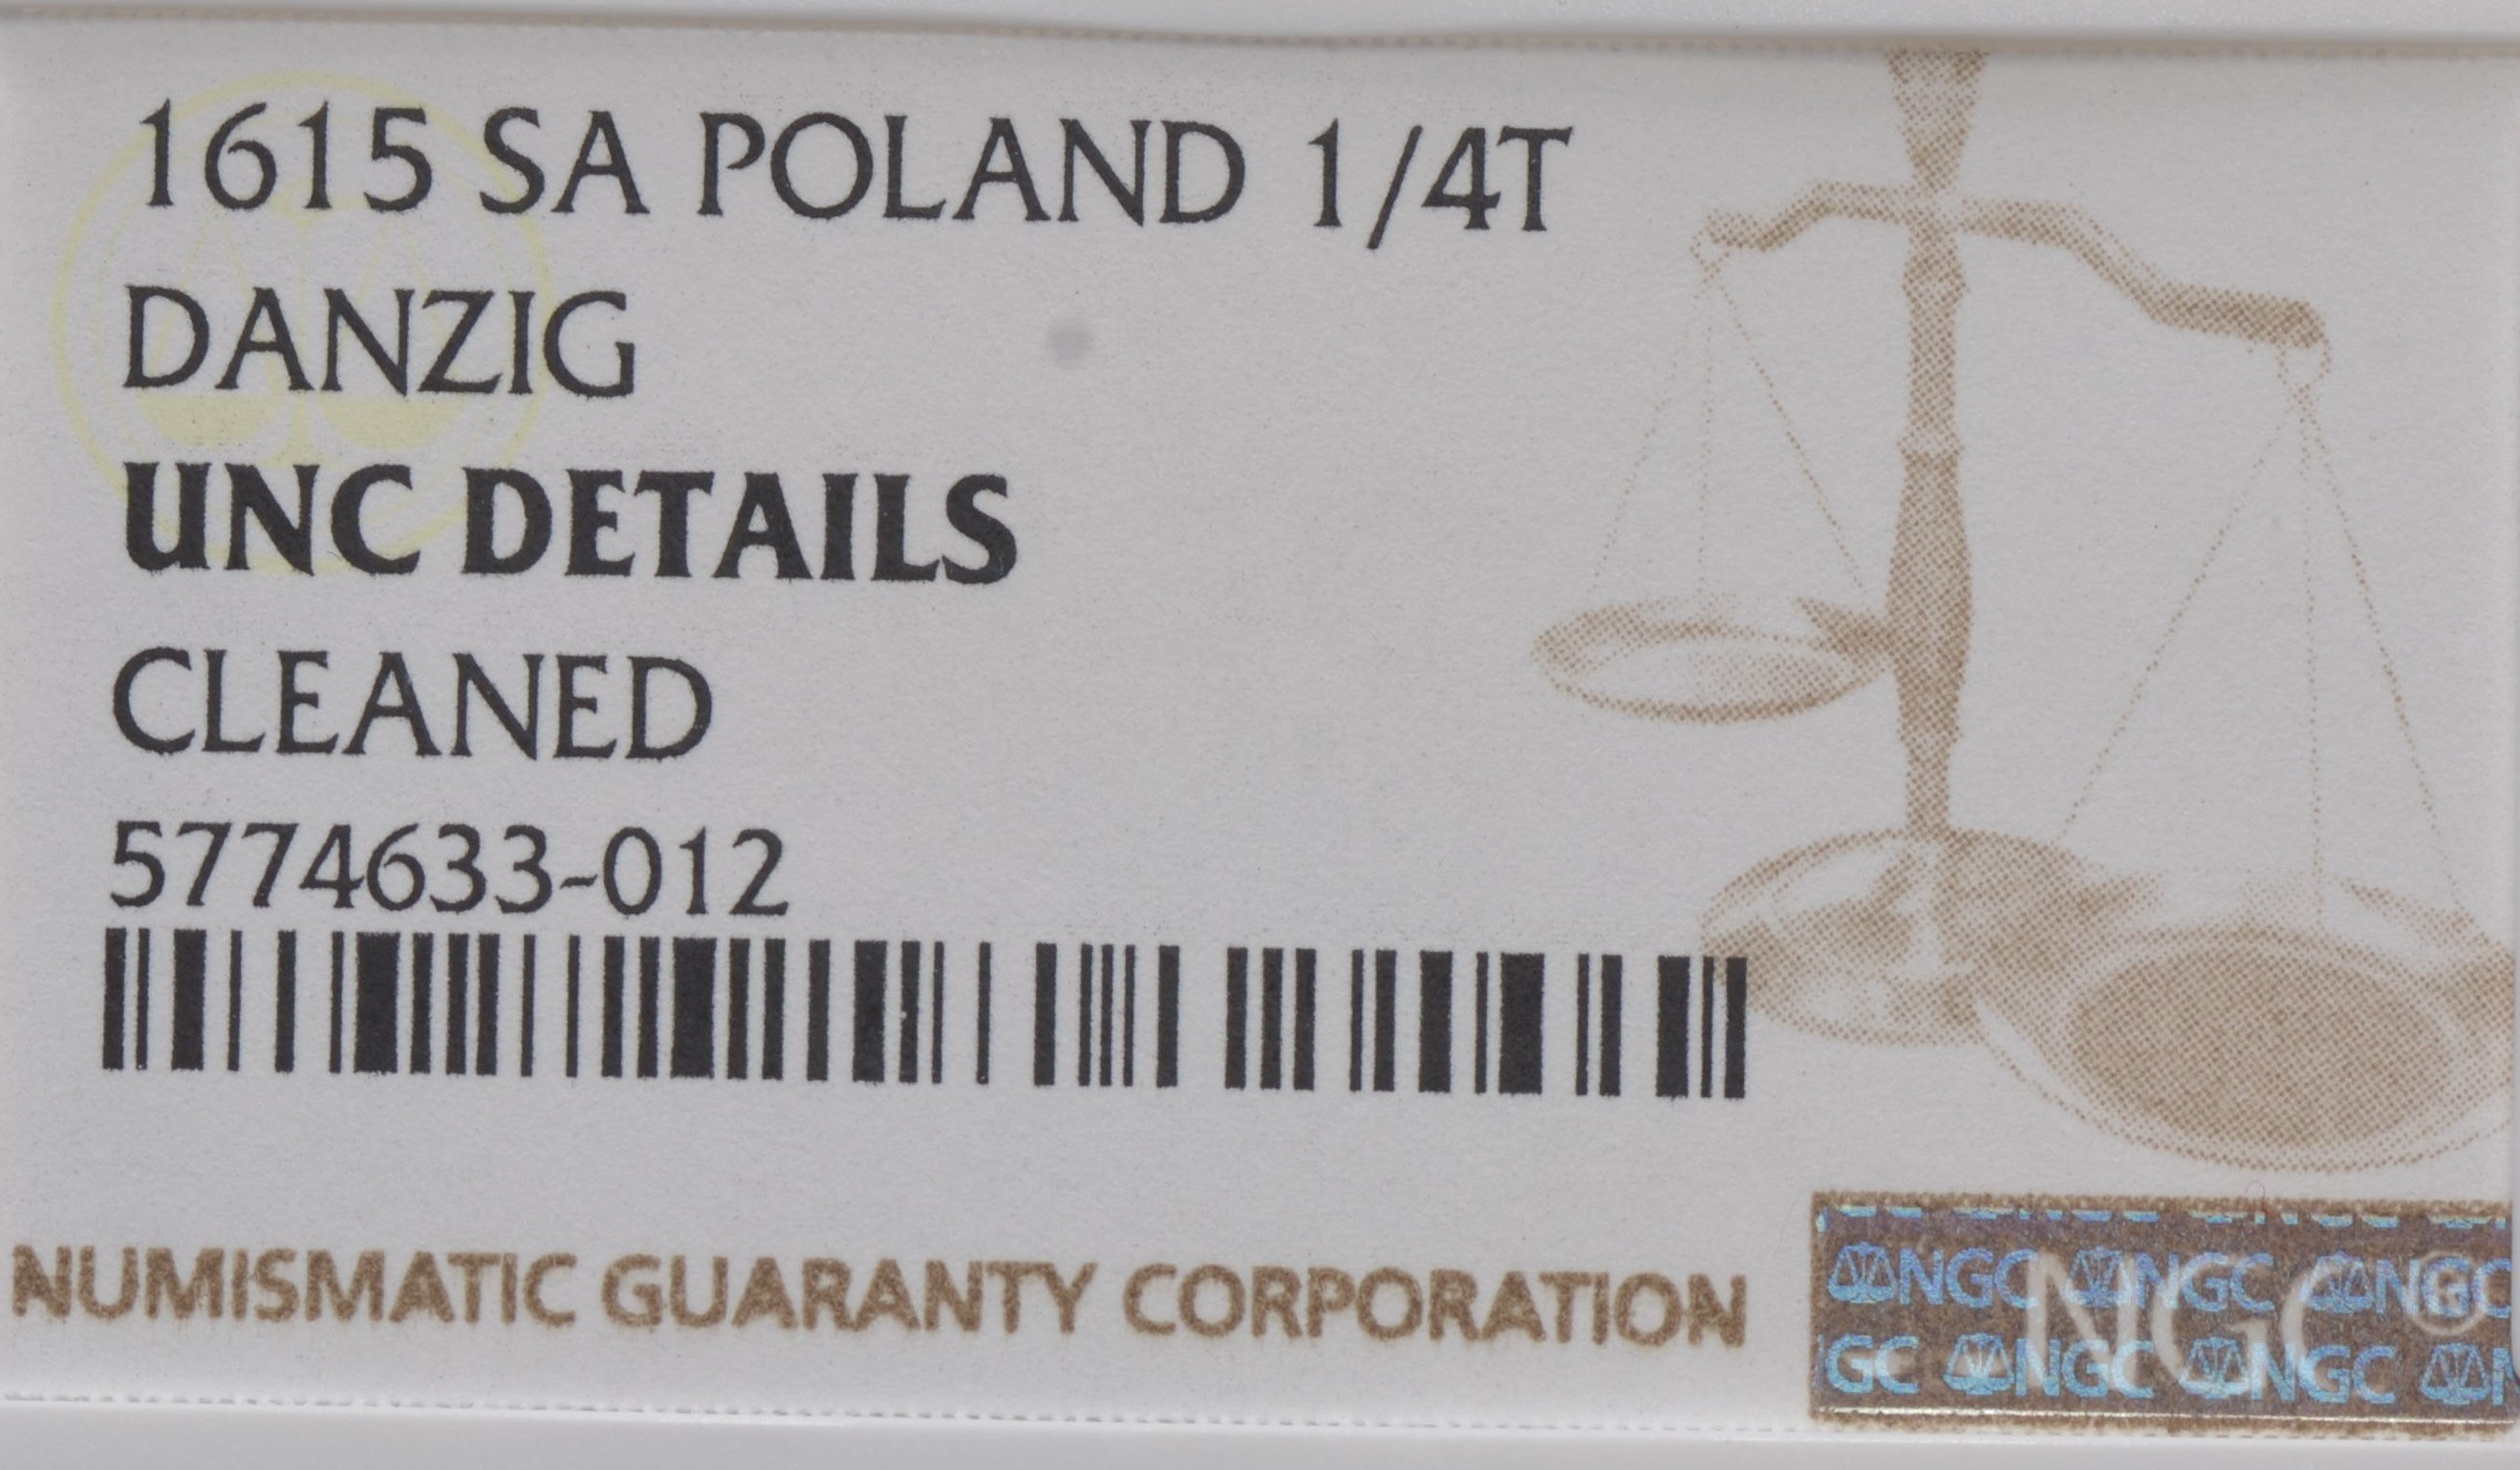 1615 SA POLAND 1/4T
DANZIG
UNC DETAILS
CLEANED
5774633-012
NUMISMATIC GUARANTY CORPORATION
NGC NGC NGC
NGC®
GC NGC NGC